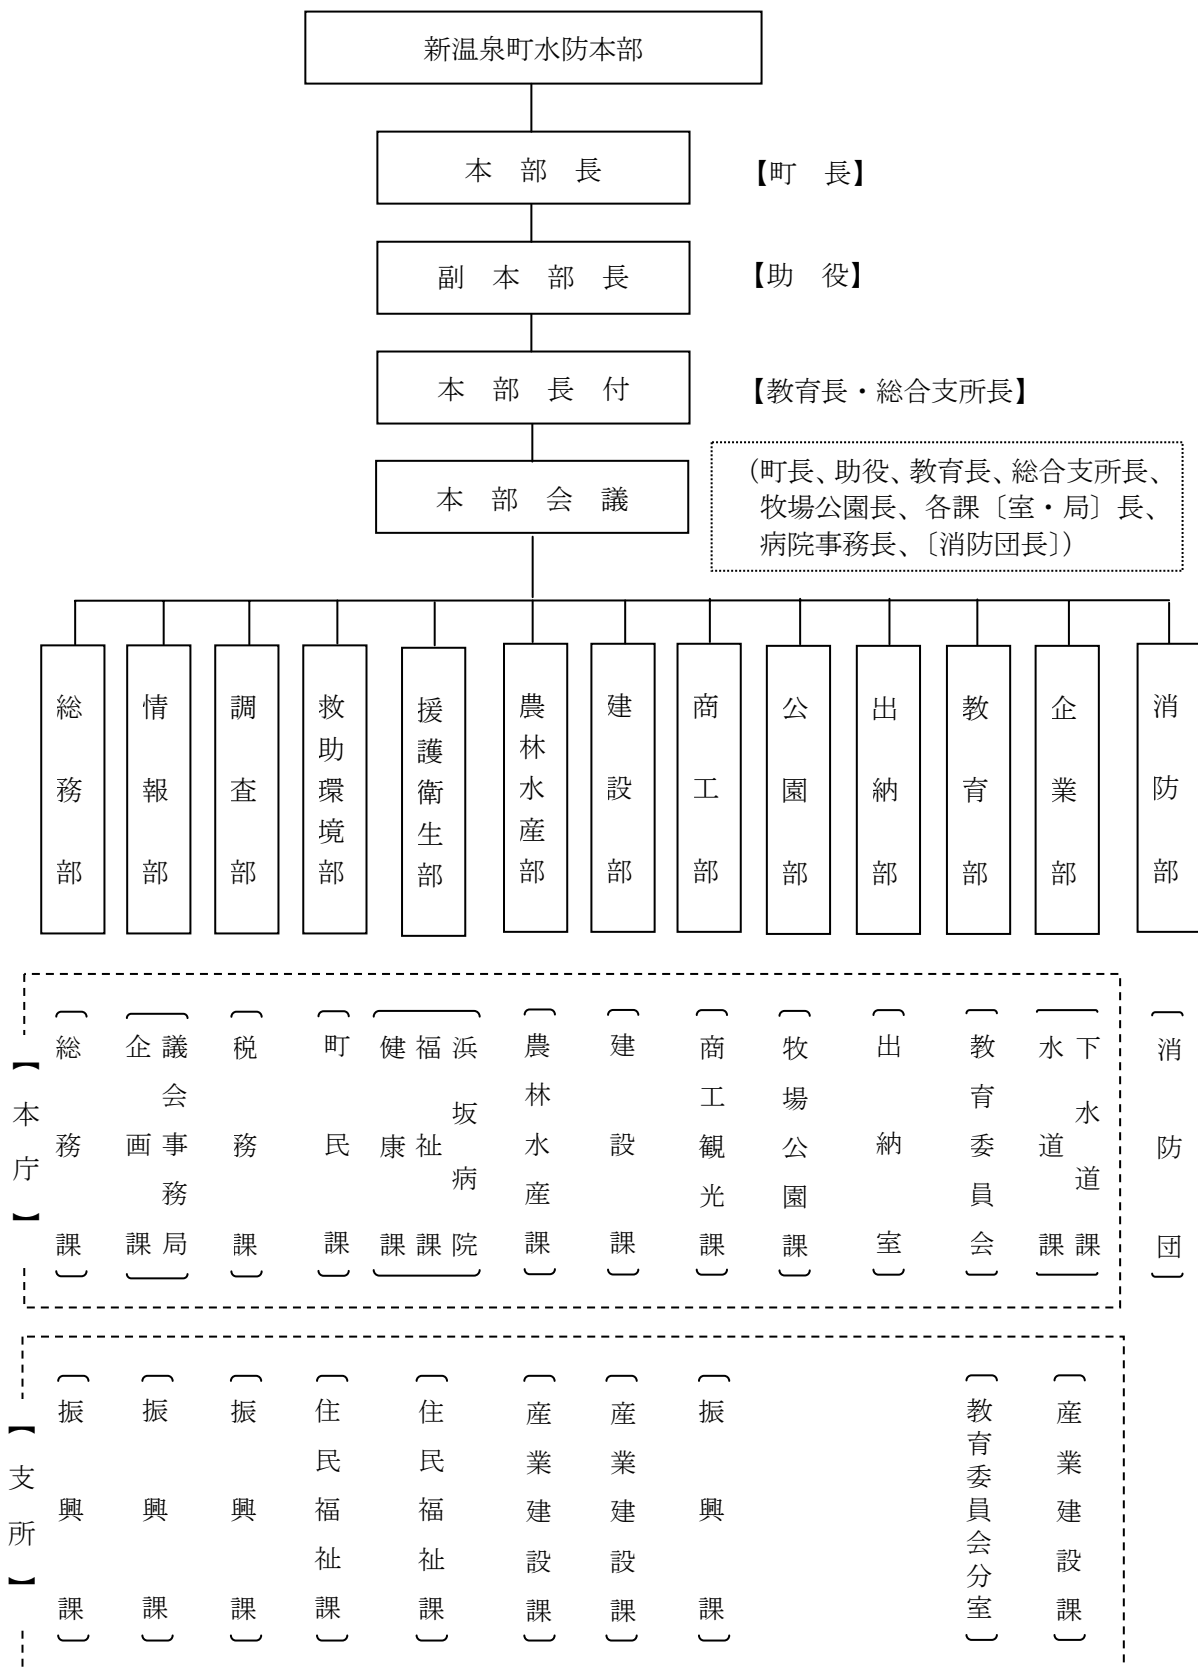 新温泉町水防本部
本部長
【町　長】
副本部長
【助　役】
本部長付
【教育長・総合支所長】
本部会議
（町長、助役、教育長、総合支所長、
牧場公園長、各課〔室・局〕長、
病院事務長、〔消防団長〕）
総務部
情報部
調査部
救助環境部
援護衛生部
農林水産部
建設部
商工部
公園部
出納部
教育部
企業部
消防部
【本庁】
（総務課）
（企画課
議会事務局）
（税務課）
（町民課）
（健康課
福祉課
浜坂病院）
（農林水産課）
（建設課）
（商工観光課）
（牧場公園課）
（出納室）
（教育委員会）
（水道課
下水道課）
（消防団）
【支所】
（振興課）
（振興課）
（振興課）
（住民福祉課）
（住民福祉課）
（産業建設課）
（産業建設課）
（振興課）
（教育委員会分室）
（産業建設課）